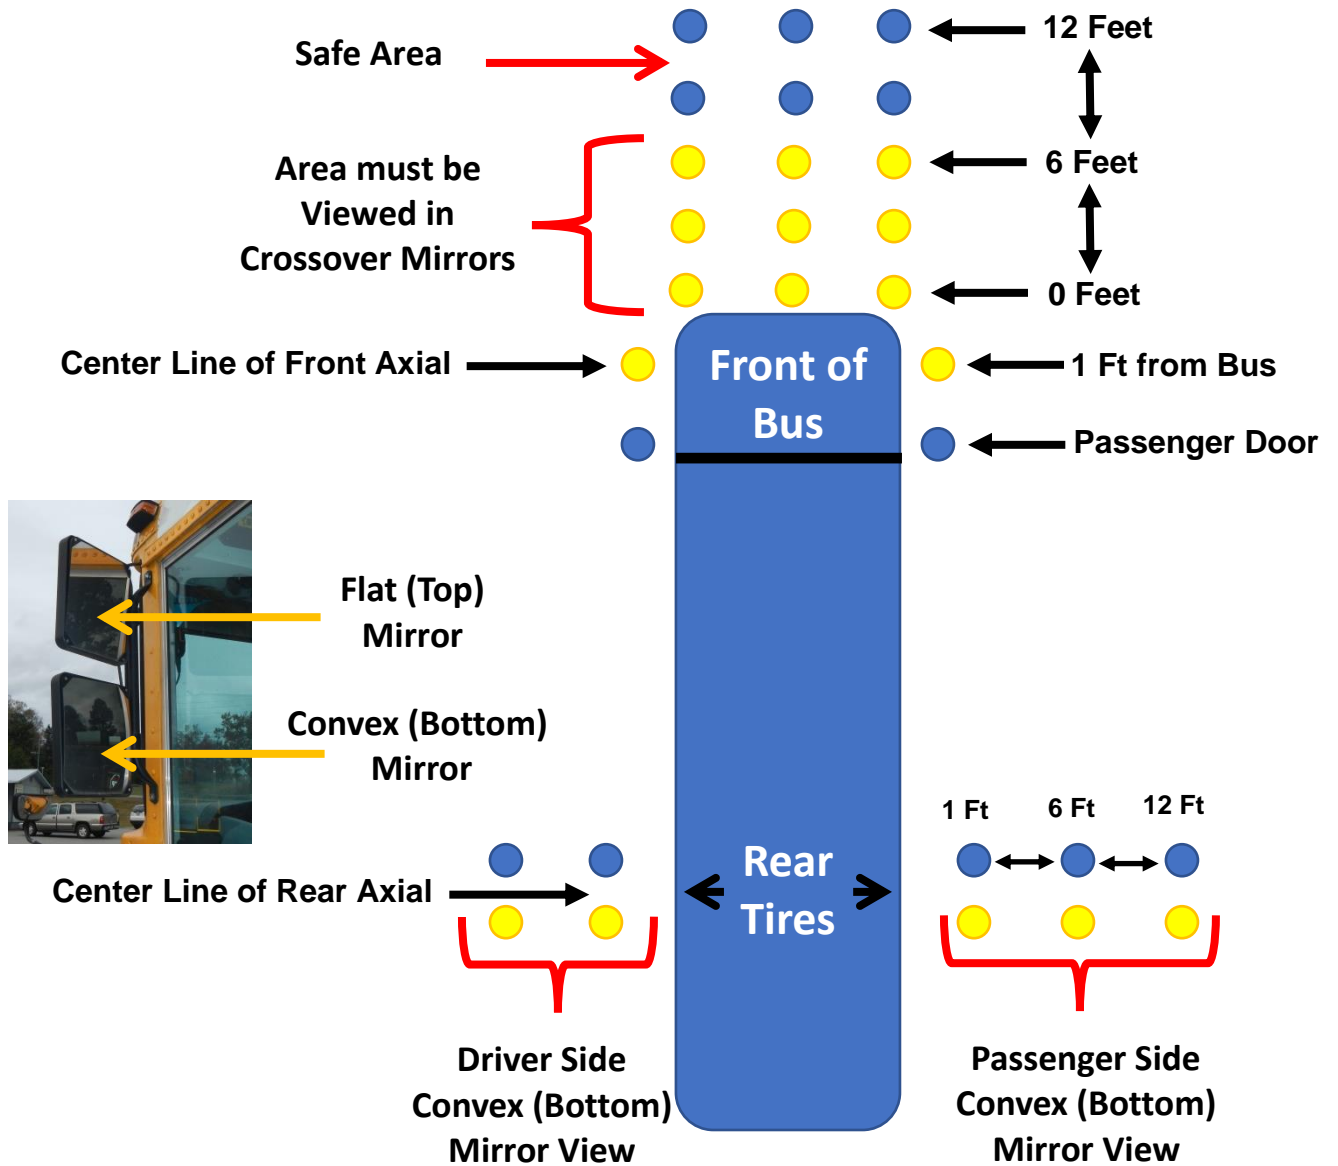 12 Feet
Safe Area
Area must be
Viewed in
Crossover Mirrors
6 Feet
0 Feet
Center Line of Front Axial
Front of
Bus
1 Ft from Bus
Passenger Door
Flat (Top)
Mirror
Convex (Bottom)
Mirror
1 Ft
6 Ft
12 Ft
Center Line of Rear Axial
Rear
Tires
Driver Side
Convex (Bottom)
Mirror View
Passenger Side
Convex (Bottom)
Mirror View